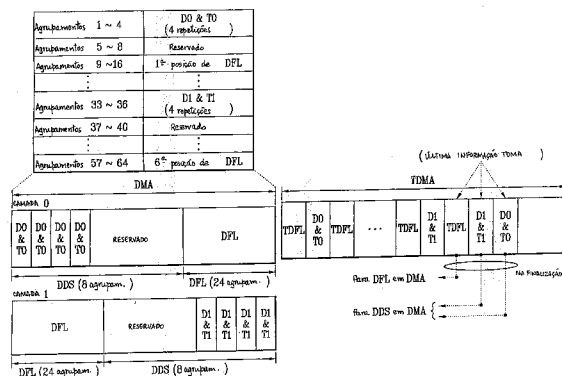 Agrupamentos 1 ~ 4
D0 & T0
(4 repetições)
Agrupamentos 5 ~ 8
Reservado
Agrupamentos 9 ~16
1ª posição de DFL
Agrupamentos 33 ~ 36
D1 & T1
(4 repetições)
Agrupamentos 37 ~ 40
Reservado
Agrupamentos 57 ~ 64
6ª posição de DFL
DMA
CAMADA 0
D0 & T0
D0 & T0
D0 & T0
D0 & T0
RESERVADO
DFL
DDS (8 agrupam.)
DFL (24 agrupam.)
CAMADA 1
DFL
RESERVADO
D1 & T1
D1 & T1
D1 & T1
D1 & T1
DFL (24 agrupam.)
DDS (8 agrupam.)
(ÚLTIMA INFORMAÇÃO TDMA)
TDMA
TDFL
D0 & T0
TDFL
...
TDFL
D1 & T1
TDFL
D1 & T1
D0 & T0
NA FINALIZAÇÃO
Para DFL em DMA
Para DDS em DMA